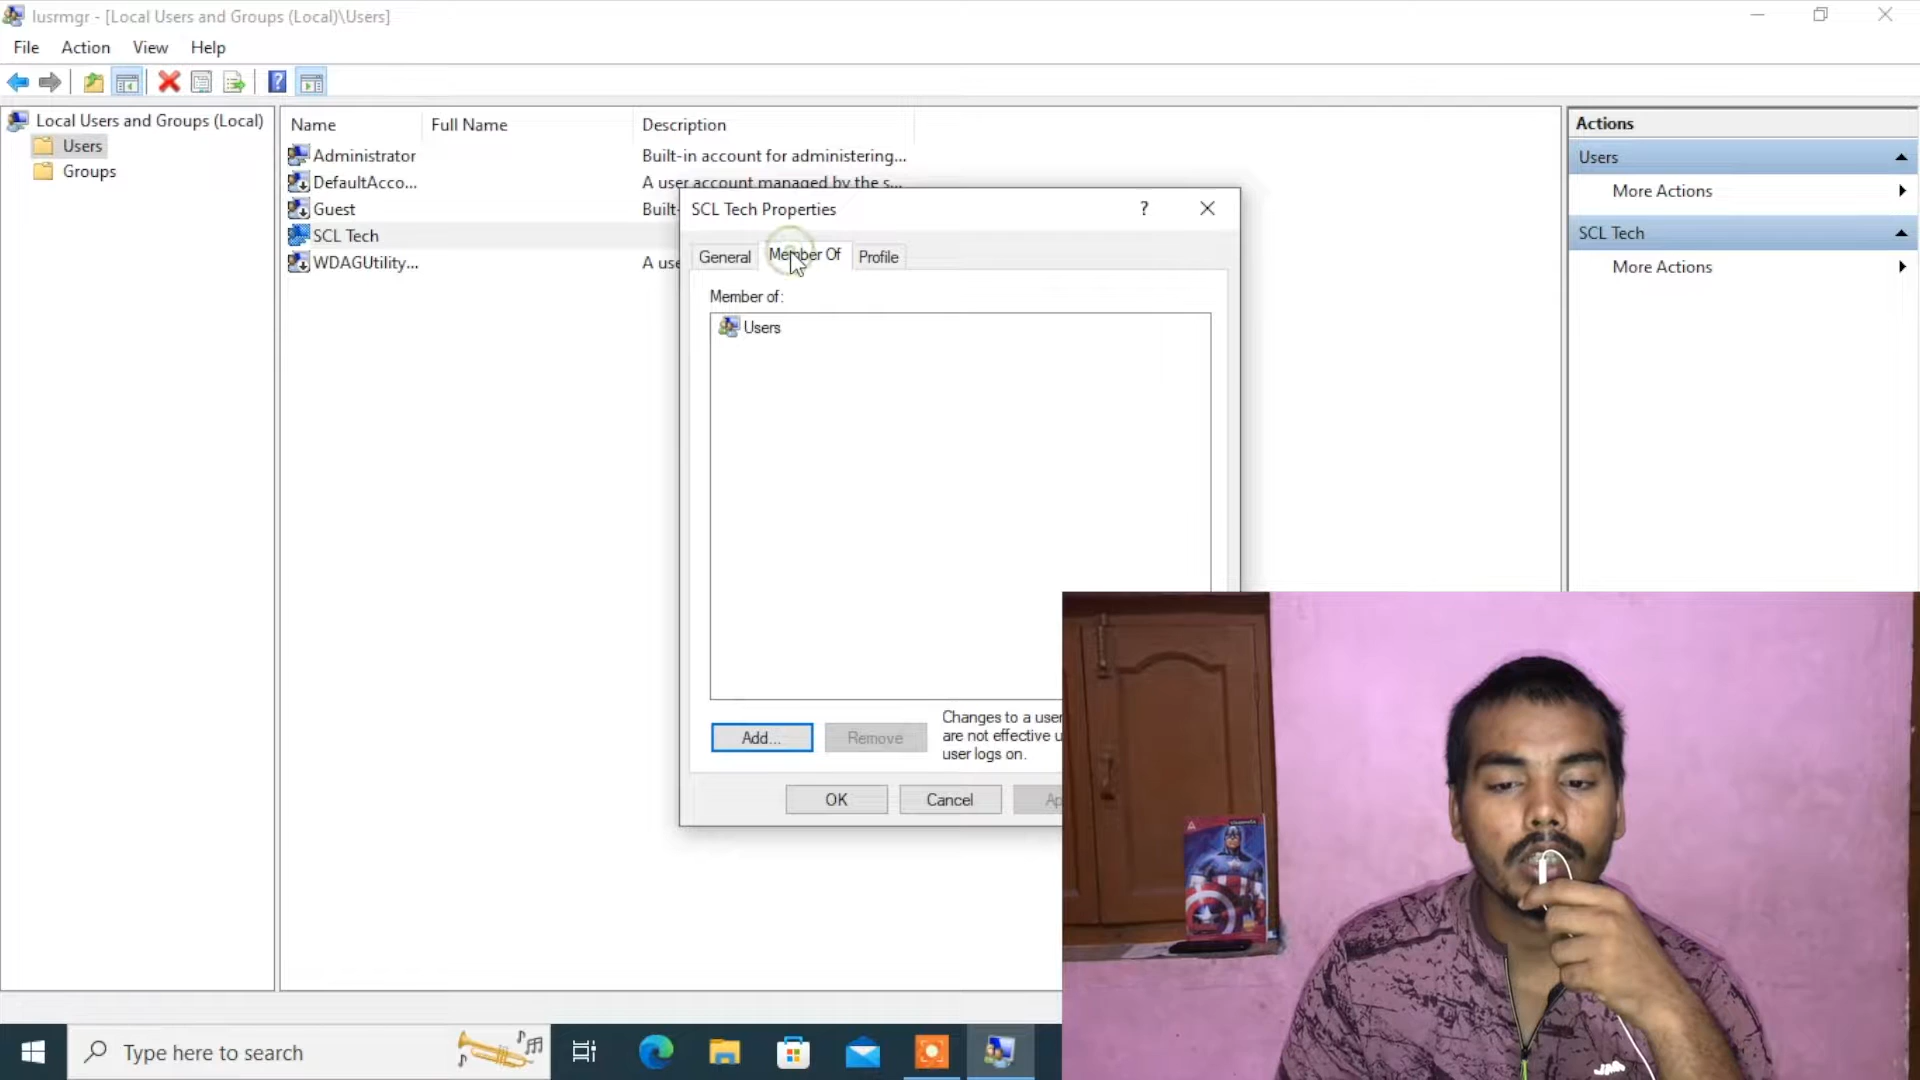 lusrmgr - [Local Users and Groups (Local)\Users]
File Action View Help
Local Users and Groups (Local)
Users
Groups
Name Full Name Description
Administrator Built-in account for administering...
DefaultAcco... A user account managed by the s...
Guest Built-
SCL Tech
WDAGUtility... A use
SCL Tech Properties
General Member Of Profile
Member of:
Users
Add... Remove
Changes to a user
are not effective u
user logs on.
OK Cancel Ap
Actions
Users
More Actions
SCL Tech
More Actions
Type here to search